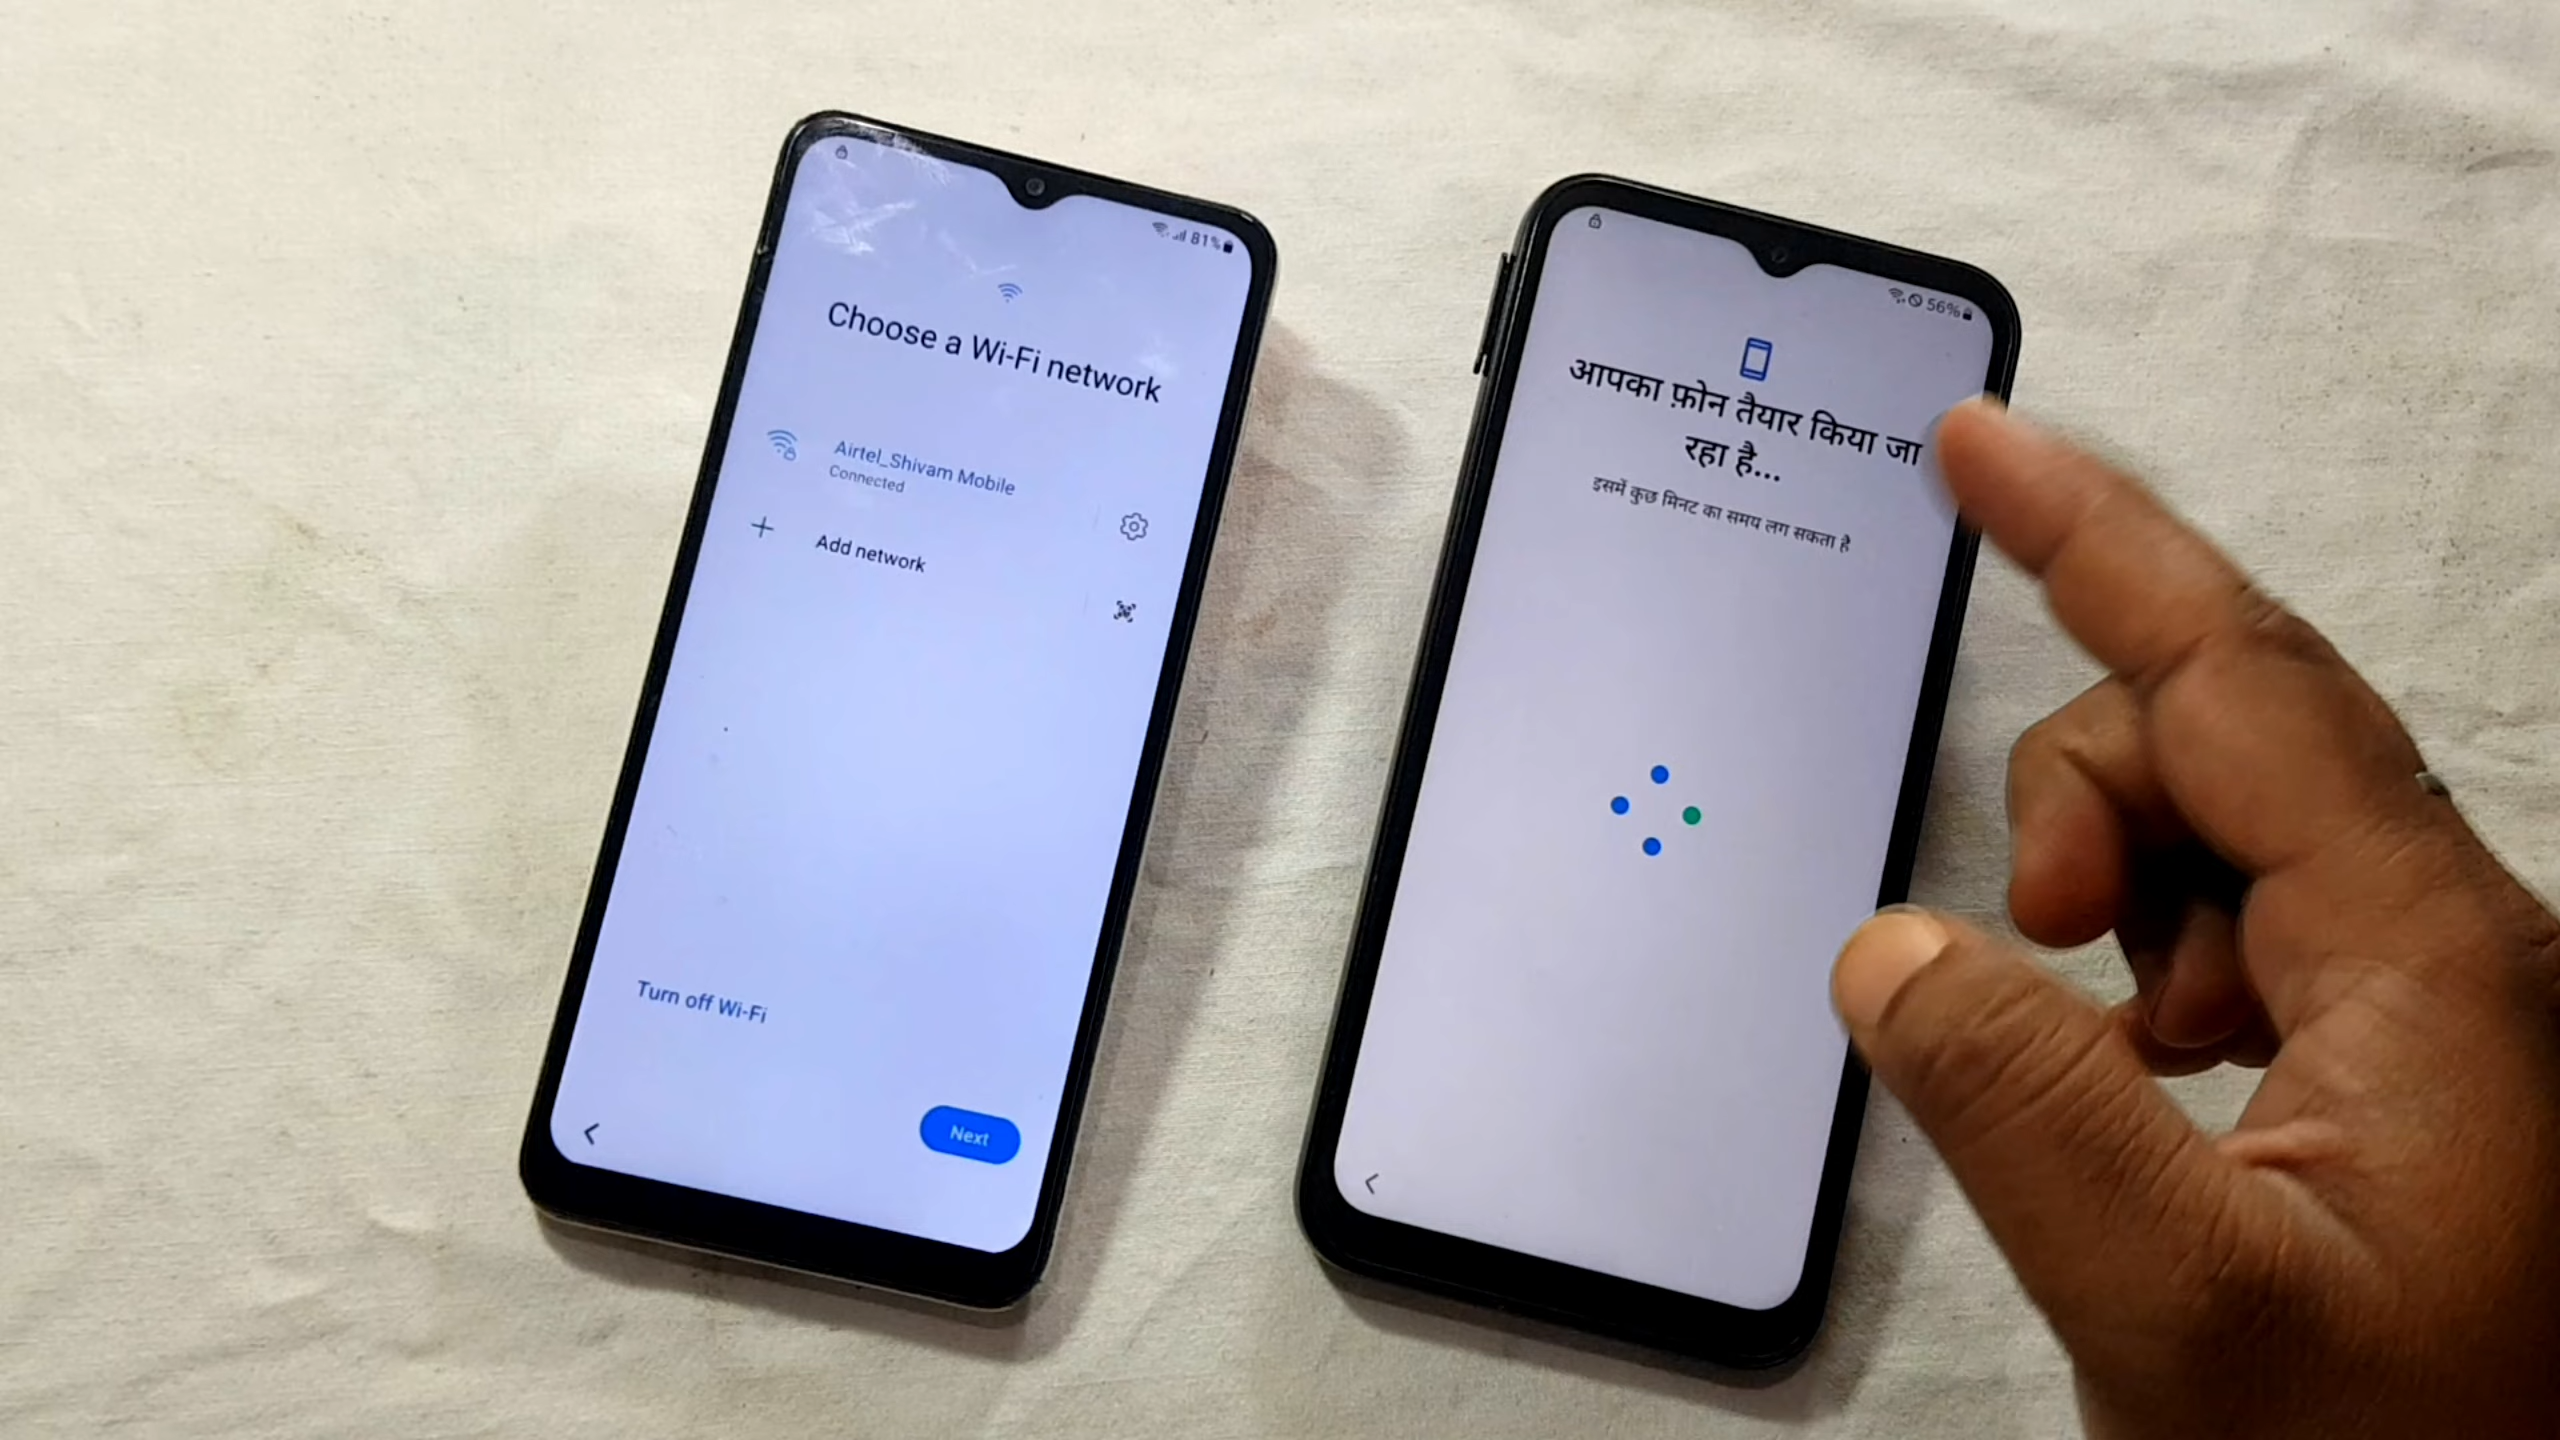 81%
Choose a Wi-Fi network
Airtel_Shivam Mobile
Connected
Add network
Turn off Wi-Fi
Next
56%
आपका फ़ोन तैयार किया जा
रहा है...
इसमें कुछ मिनट का समय लग सकता है